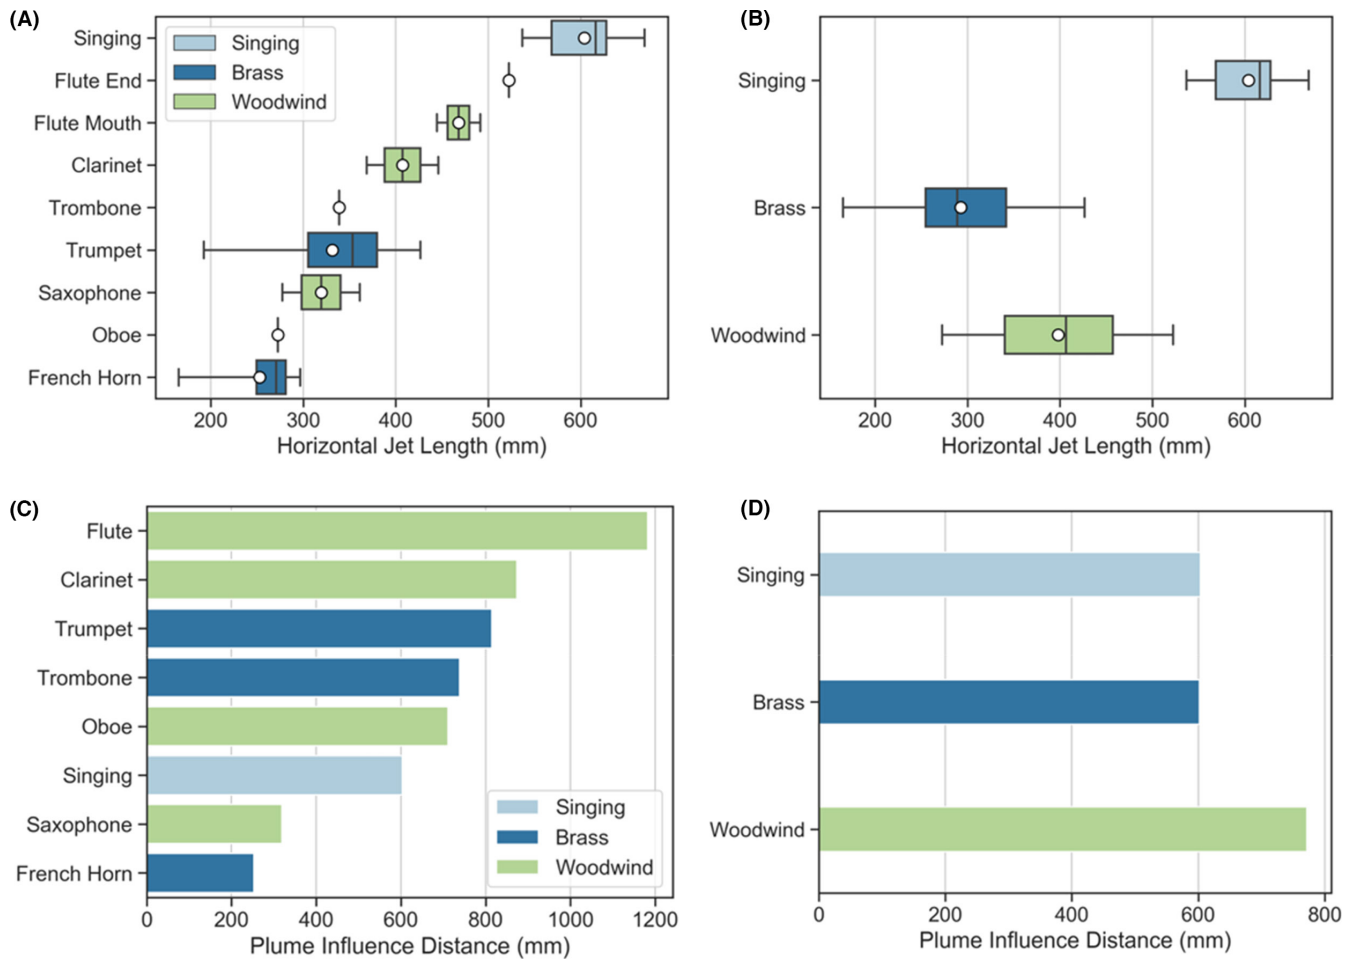 (A)
Singing
Flute End
Flute Mouth
Clarinet
Trombone
Trumpet
Saxophone
Oboe
French Horn
Singing
Brass
Woodwind
200 300 400 500 600
Horizontal Jet Length (mm)
(B)
Singing
Brass
Woodwind
200 300 400 500 600
Horizontal Jet Length (mm)
(C)
Flute
Clarinet
Trumpet
Trombone
Oboe
Singing
Saxophone
French Horn
Singing
Brass
Woodwind
0 200 400 600 800 1000 1200
Plume Influence Distance (mm)
(D)
Singing
Brass
Woodwind
0 200 400 600 800
Plume Influence Distance (mm)